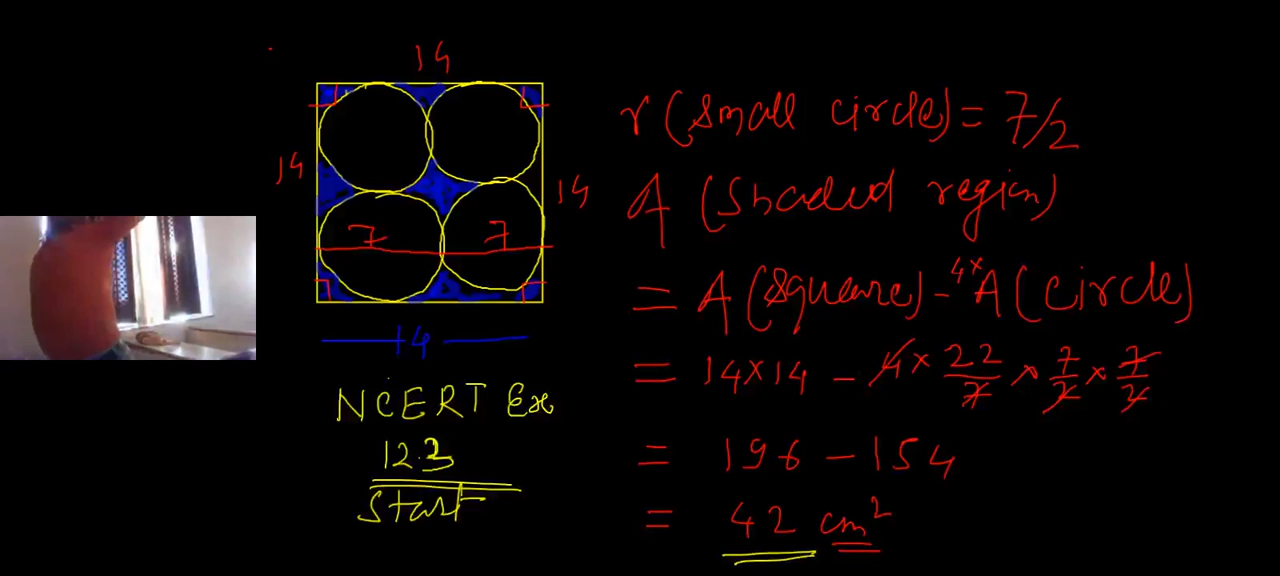 14
14
14
7 7
14
NCERT Ex
12.3
Start
r (small circle) = 7/2
A (Shaded region)
= A (square) - 4× A (circle)
= 14 × 14 - 4 × 22/7 × 7/2 × 7/2
= 196 - 154
= 42 cm²